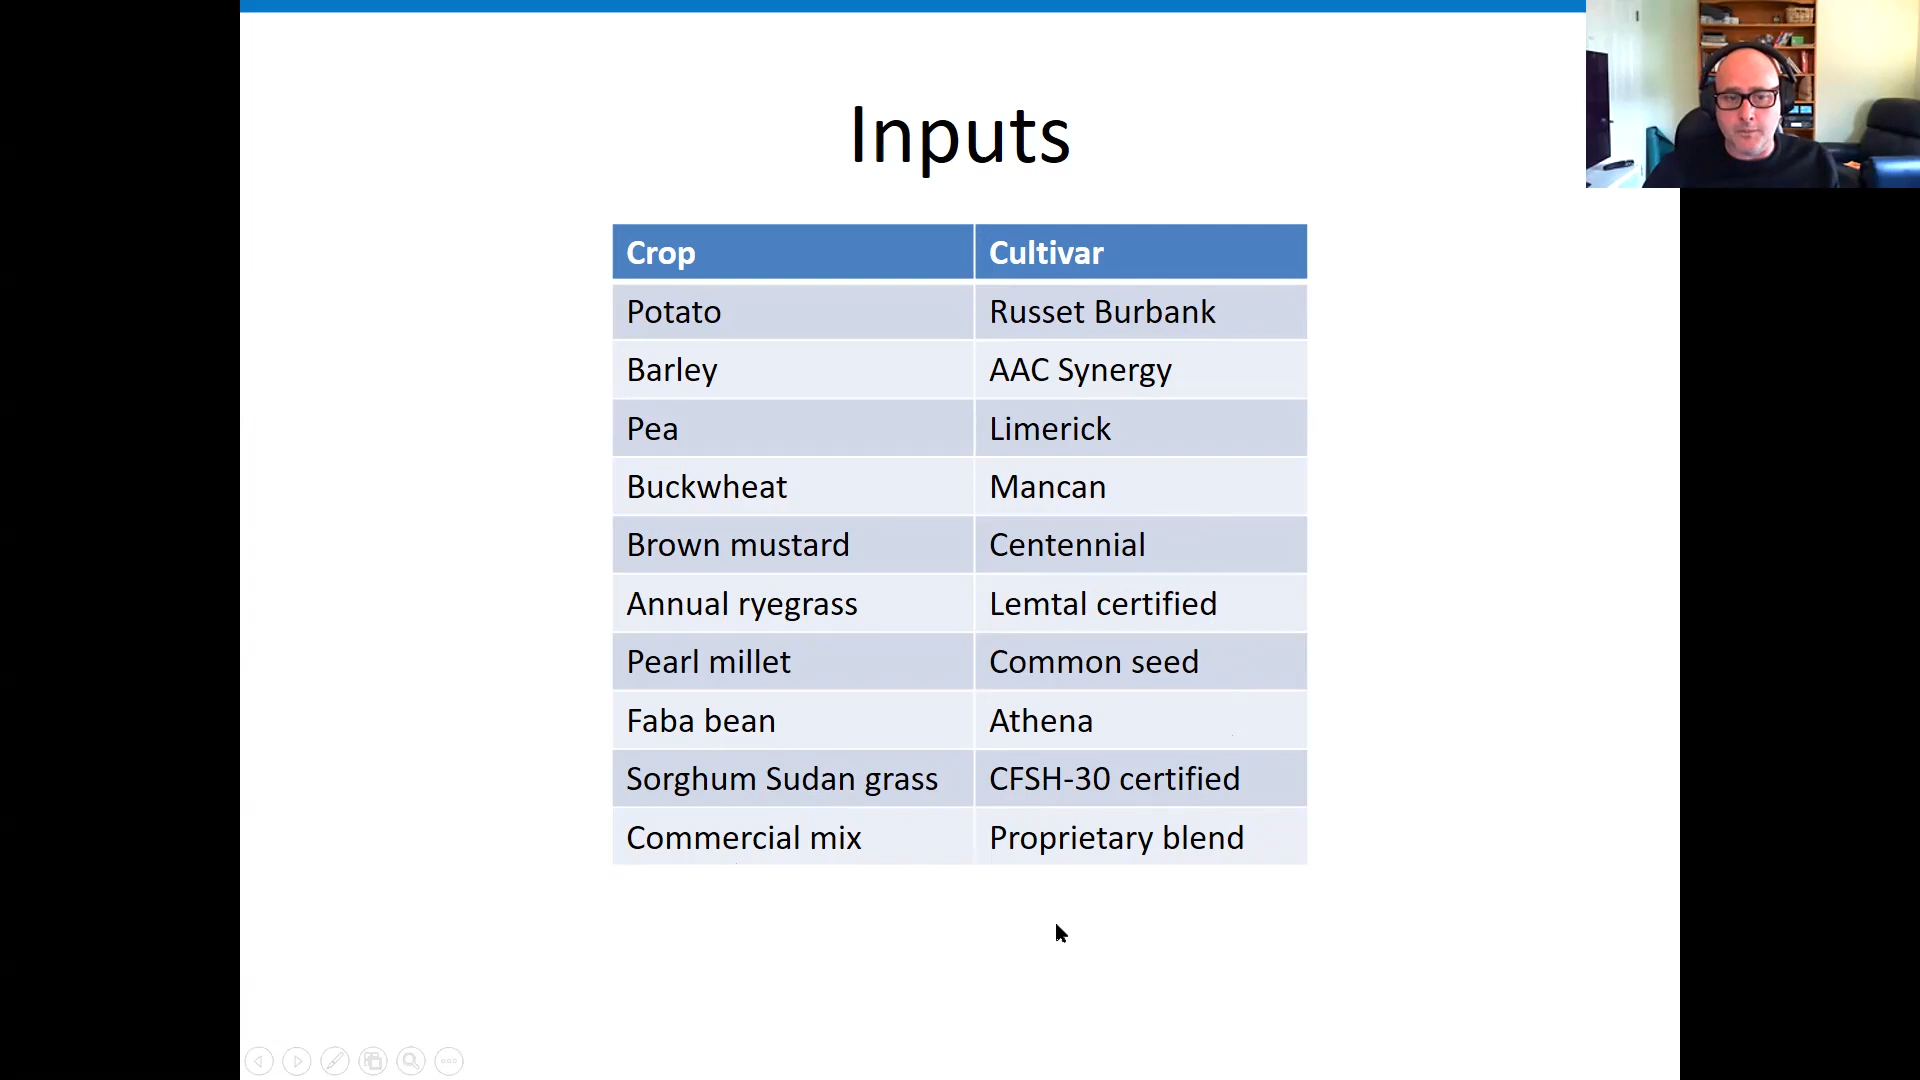 Inputs
Crop Cultivar
Potato Russet Burbank
Barley AAC Synergy
Pea Limerick
Buckwheat Mancan
Brown mustard Centennial
Annual ryegrass Lemtal certified
Pearl millet Common seed
Faba bean Athena
Sorghum Sudan grass CFSH-30 certified
Commercial mix Proprietary blend